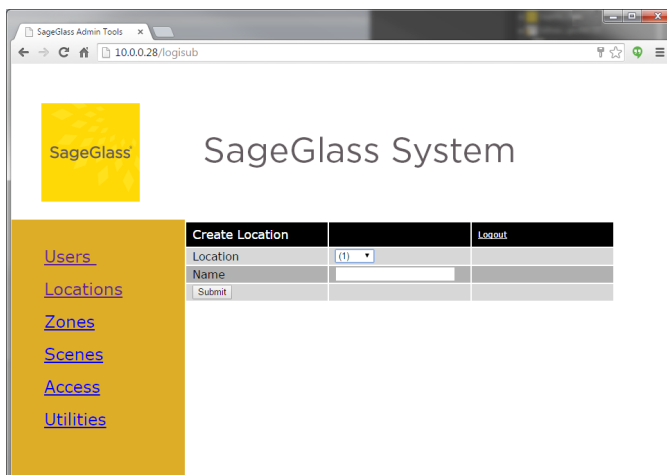 SageGlass Admin Tools
10.0.0.28/logisub
SageGlass®
SageGlass System
Create Location
Logout
Users
Location
(1)
Name
Locations
Submit
Zones
Scenes
Access
Utilities